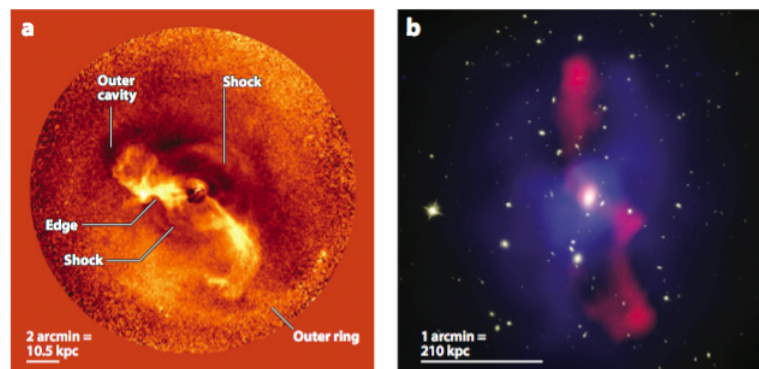 a
Outer
cavity
Shock
Edge
Shock
Outer ring
2 arcmin =
10.5 kpc
b
1 arcmin =
210 kpc